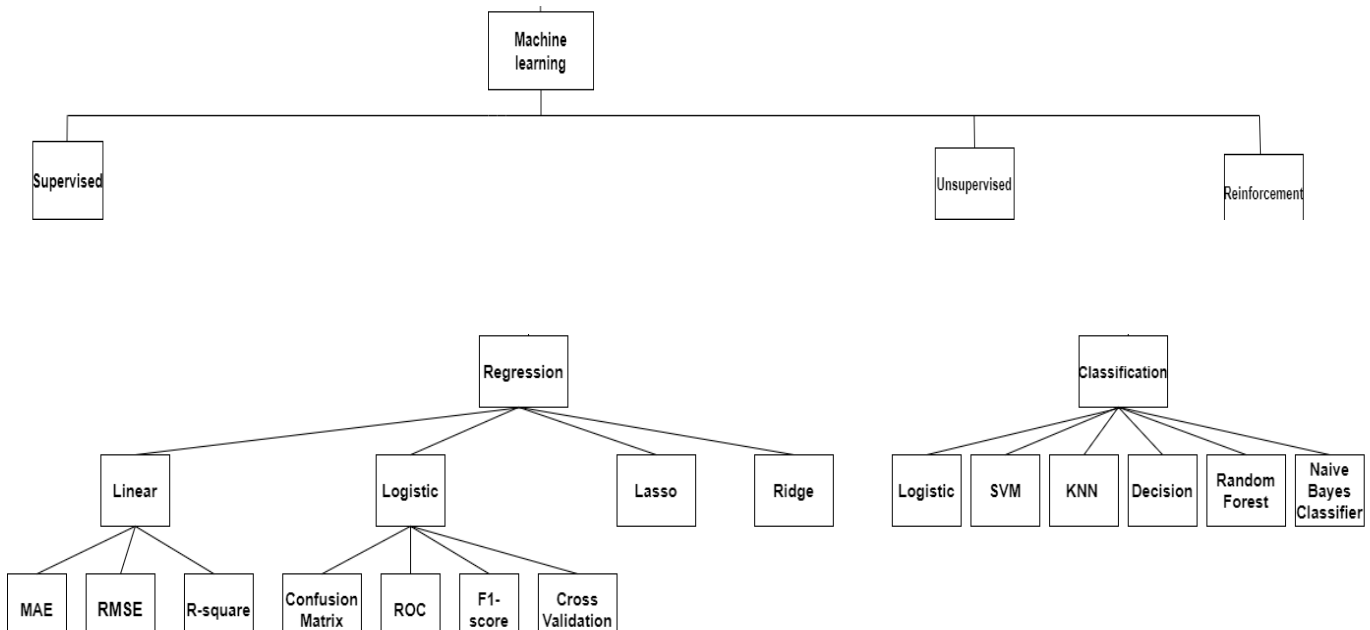 Machine
learning
Supervised
Unsupervised
Reinforcement
Regression
Classification
Linear
Logistic
Lasso
Ridge
Logistic
SVM
KNN
Decision
Random
Forest
Naive
Bayes
Classifier
MAE
RMSE
R-square
Confusion
Matrix
ROC
F1-
score
Cross
Validation